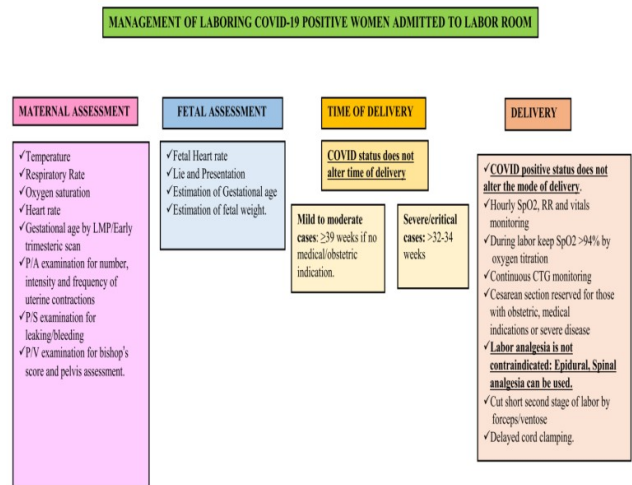 MANAGEMENT OF LABORING COVID-19 POSITIVE WOMEN ADMITTED TO LABOR ROOM
MATERNAL ASSESSMENT
✓Temperature
✓Respiratory Rate
✓Oxygen saturation
✓Heart rate
✓Gestational age by LMP/Early
trimesteric scan
✓P/A examination for number,
intensity and frequency of
uterine contractions
✓P/S examination for
leaking/bleeding
✓P/V examination for bishop's
score and pelvis assessment.
FETAL ASSESSMENT
✓Fetal Heart rate
✓Lie and Presentation
✓Estimation of Gestational age
✓Estimation of fetal weight.
TIME OF DELIVERY
COVID status does not
alter time of delivery
Mild to moderate
cases: ≥39 weeks if no
medical/obstetric
indication.
Severe/critical
cases: >32-34
weeks
DELIVERY
✓COVID positive status does not
alter the mode of delivery.
✓Hourly SpO2, RR and vitals
monitoring
✓During labor keep SpO2 >94% by
oxygen titration
✓Continuous CTG monitoring
✓Cesarean section reserved for those
with obstetric, medical
indications or severe disease
✓Labor analgesia is not
contraindicated: Epidural, Spinal
analgesia can be used.
✓Cut short second stage of labor by
forceps/ventose
✓Delayed cord clamping.